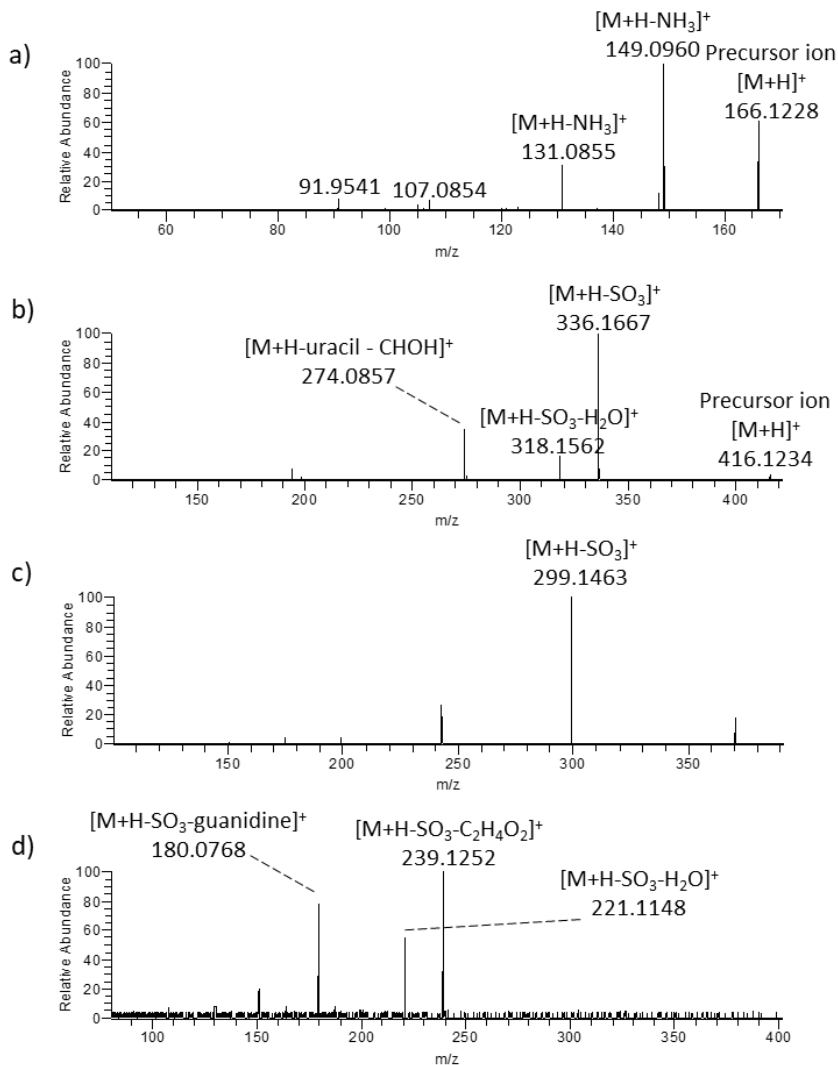 a)
[M+H-NH₃]⁺
149.0960
Precursor ion
[M+H]⁺
166.1228
[M+H-NH₃]⁺
131.0855
91.9541
107.0854
Relative Abundance
100
80
60
40
20
0
60 80 100 120 140 160
m/z
b)
[M+H-SO₃]⁺
336.1667
[M+H-uracil - CHOH]⁺
274.0857
[M+H-SO₃-H₂O]⁺
318.1562
Precursor ion
[M+H]⁺
416.1234
Relative Abundance
100
80
60
40
20
0
150 200 250 300 350 400
m/z
c)
[M+H-SO₃]⁺
299.1463
Relative Abundance
100
80
60
40
20
0
150 200 250 300 350
m/z
d)
[M+H-SO₃-guanidine]⁺
180.0768
[M+H-SO₃-C₂H₄O₂]⁺
239.1252
[M+H-SO₃-H₂O]⁺
221.1148
Relative Abundance
100
80
60
40
20
0
100 150 200 250 300 350 400
m/z